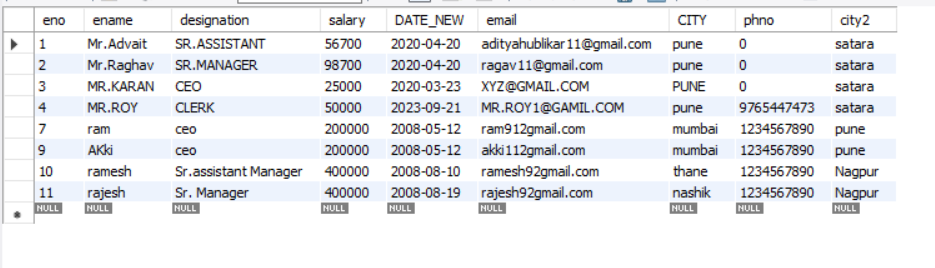 eno ename designation salary DATE_NEW email CITY phno city2
1 Mr.Advait SR.ASSISTANT 56700 2020-04-20 adityahublikar11@gmail.com pune 0 satara
2 Mr.Raghav SR.MANAGER 98700 2020-04-20 ragav11@gmail.com pune 0 satara
3 MR.KARAN CEO 25000 2020-03-23 XYZ@GMAIL.COM PUNE 0 satara
4 MR.ROY CLERK 50000 2023-09-21 MR.ROY1@GAMIL.COM pune 9765447473 satara
7 ram ceo 200000 2008-05-12 ram912gmail.com mumbai 1234567890 pune
9 AKki ceo 200000 2008-05-12 akki112gmail.com mumbai 1234567890 pune
10 ramesh Sr.assistant Manager 400000 2008-08-10 ramesh92gmail.com thane 1234567890 Nagpur
11 rajesh Sr. Manager 400000 2008-08-19 rajesh92gmail.com nashik 1234567890 Nagpur
NULL NULL NULL NULL NULL NULL NULL NULL NULL